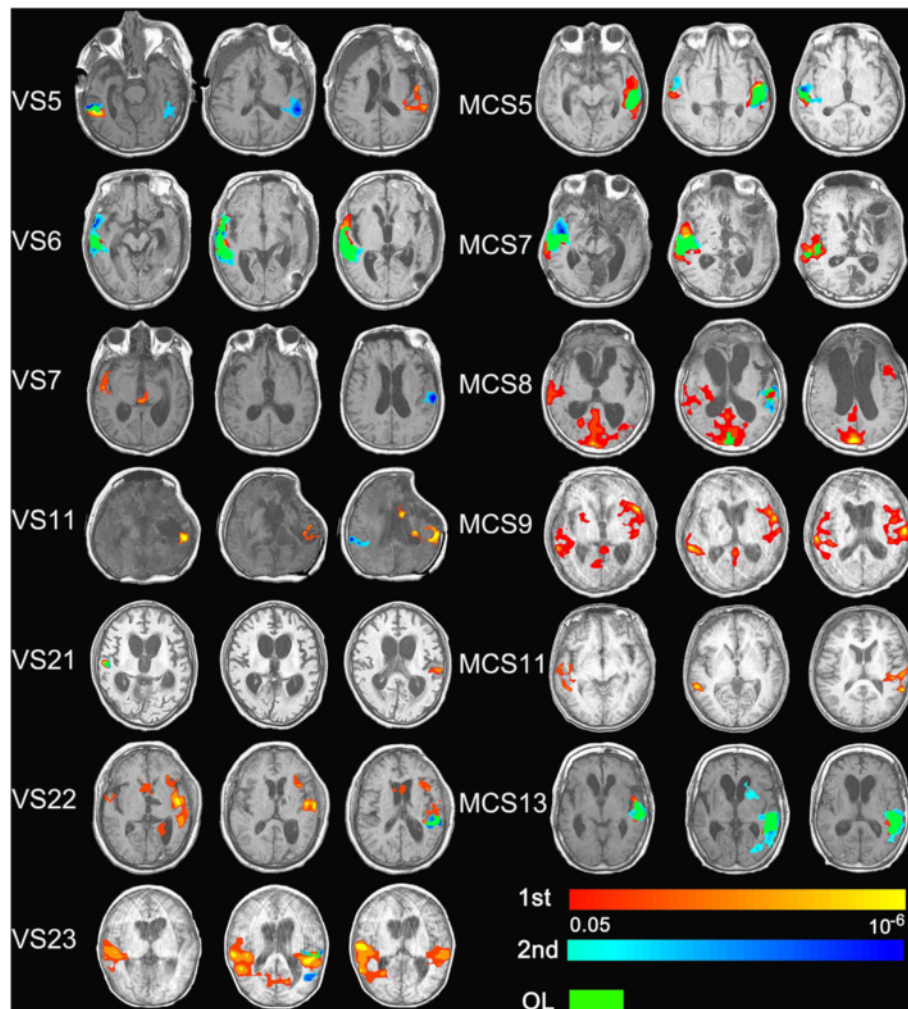 VS5
VS6
VS7
VS11
VS21
VS22
VS23
MCS5
MCS7
MCS8
MCS9
MCS11
MCS13
1st
0.05 10⁻⁶
2nd
OL